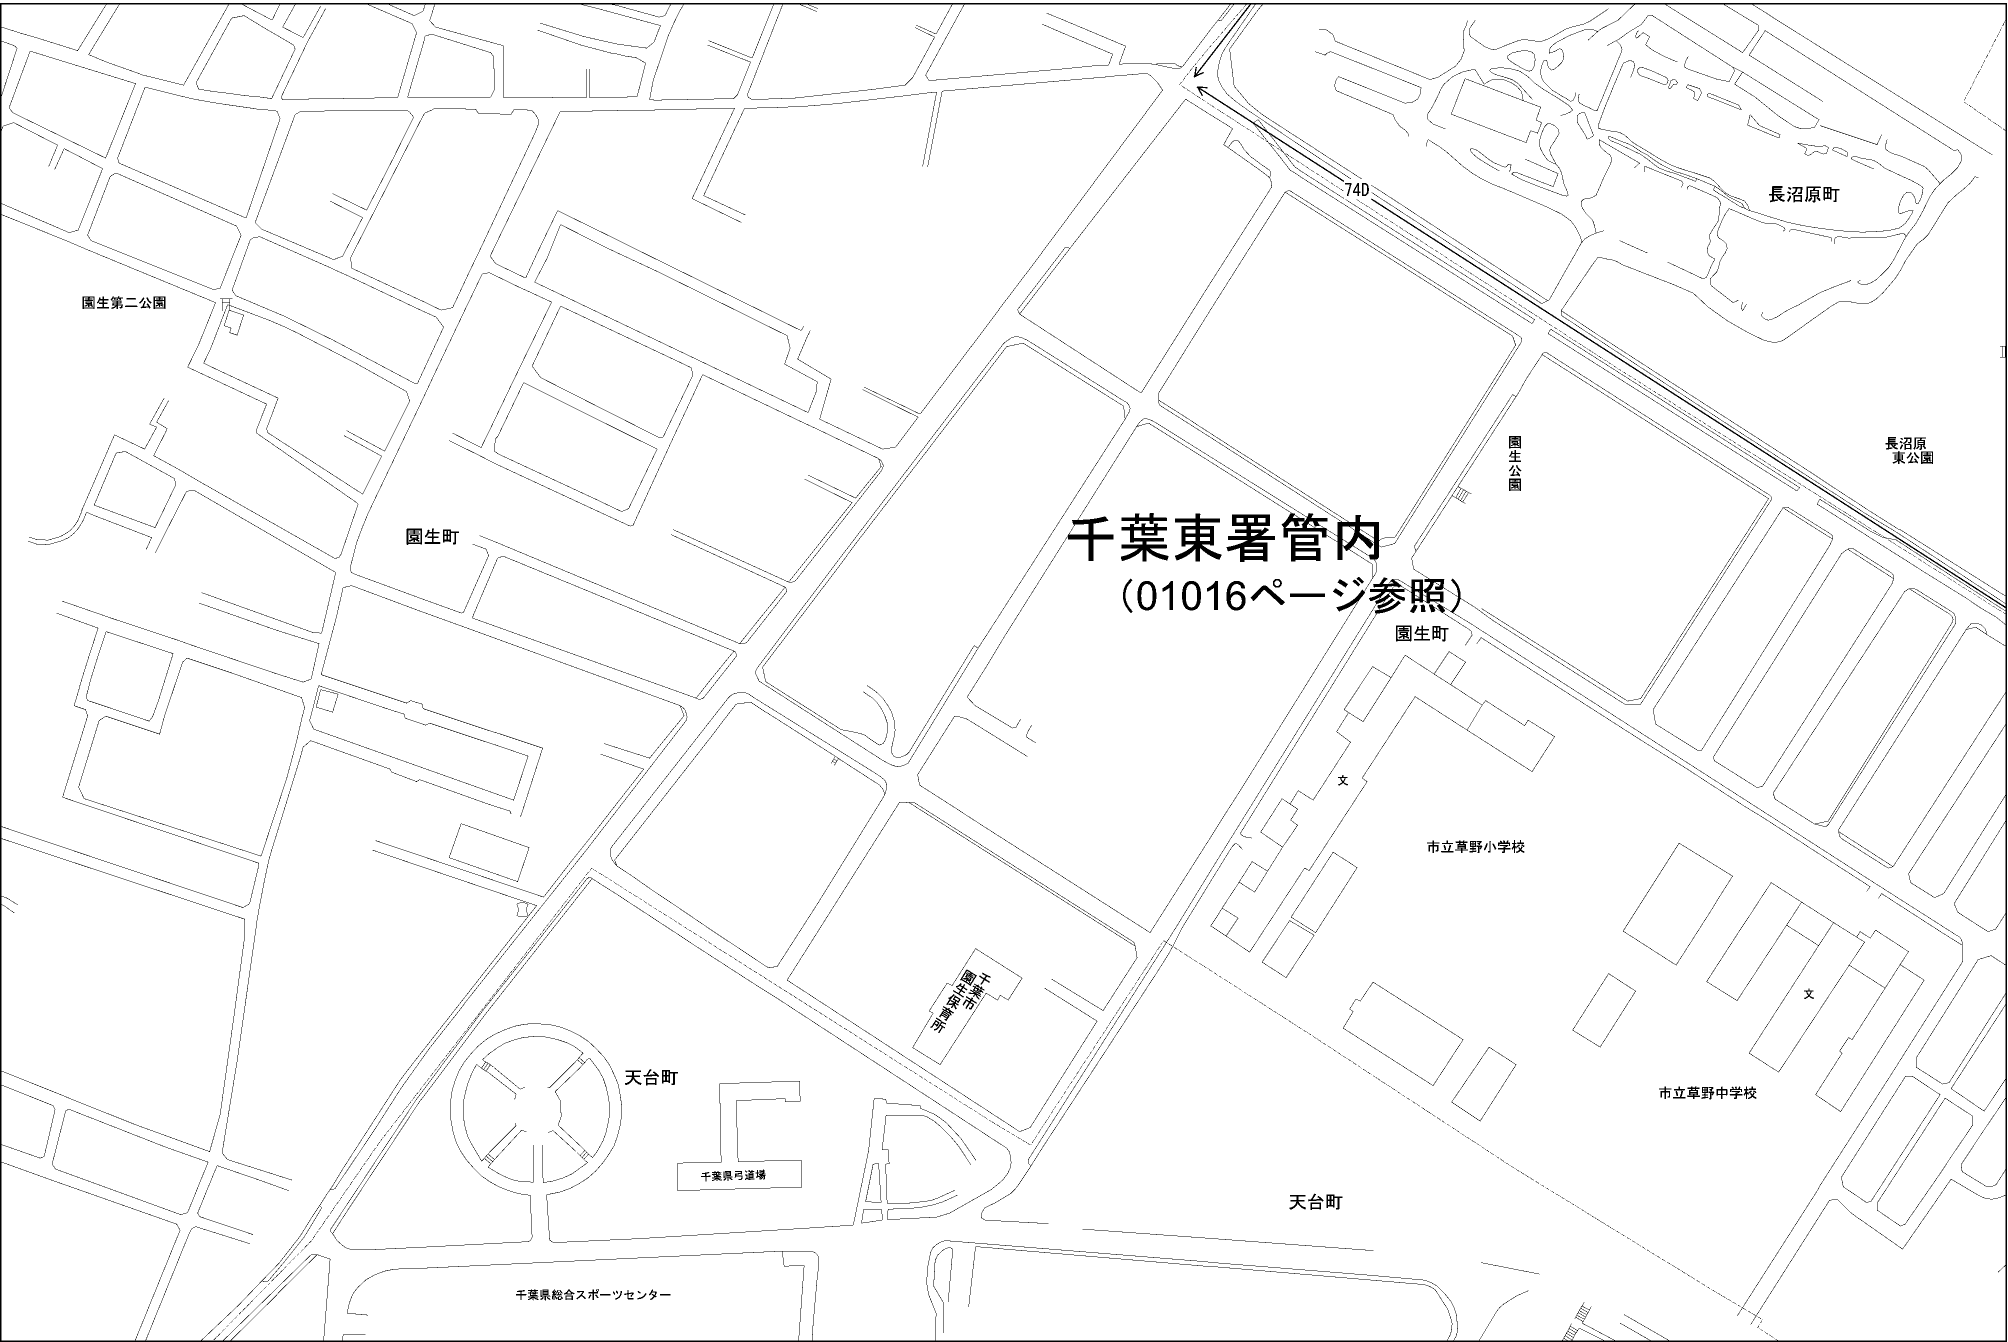 74D
長沼原町
園生第二公園
長沼原
東公園
園生公園
園生町
千葉東署管内
（01016ページ参照）
園生町
文
市立草野小学校
千葉市
園生保育所
文
天台町
市立草野中学校
千葉県弓道場
天台町
千葉県総合スポーツセンター